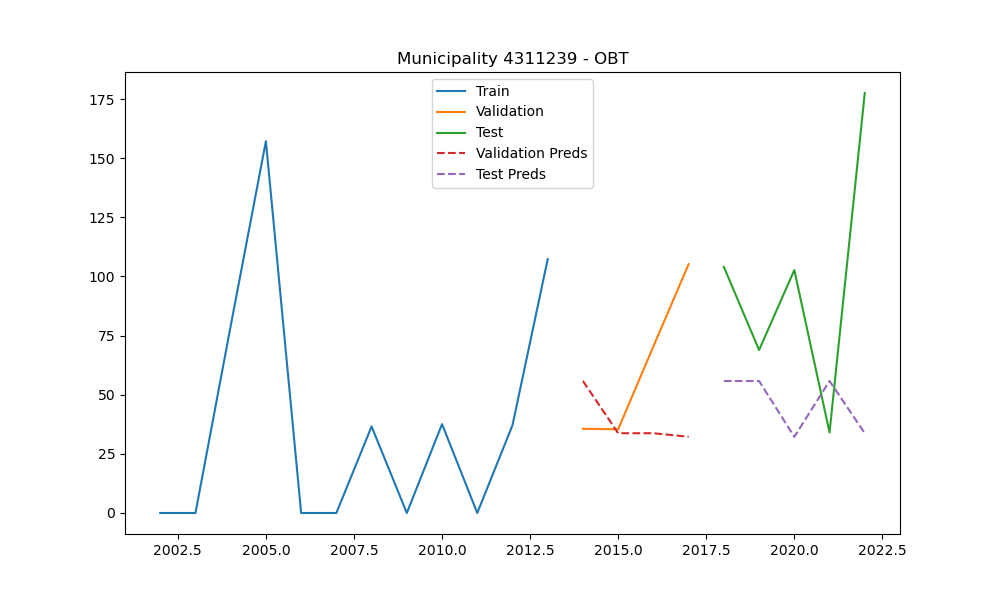 Municipality 4311239 - OBT
Train
Validation
Test
Validation Preds
Test Preds
175
150
125
100
75
50
25
0
2002.5 2005.0 2007.5 2010.0 2012.5 2015.0 2017.5 2020.0 2022.5